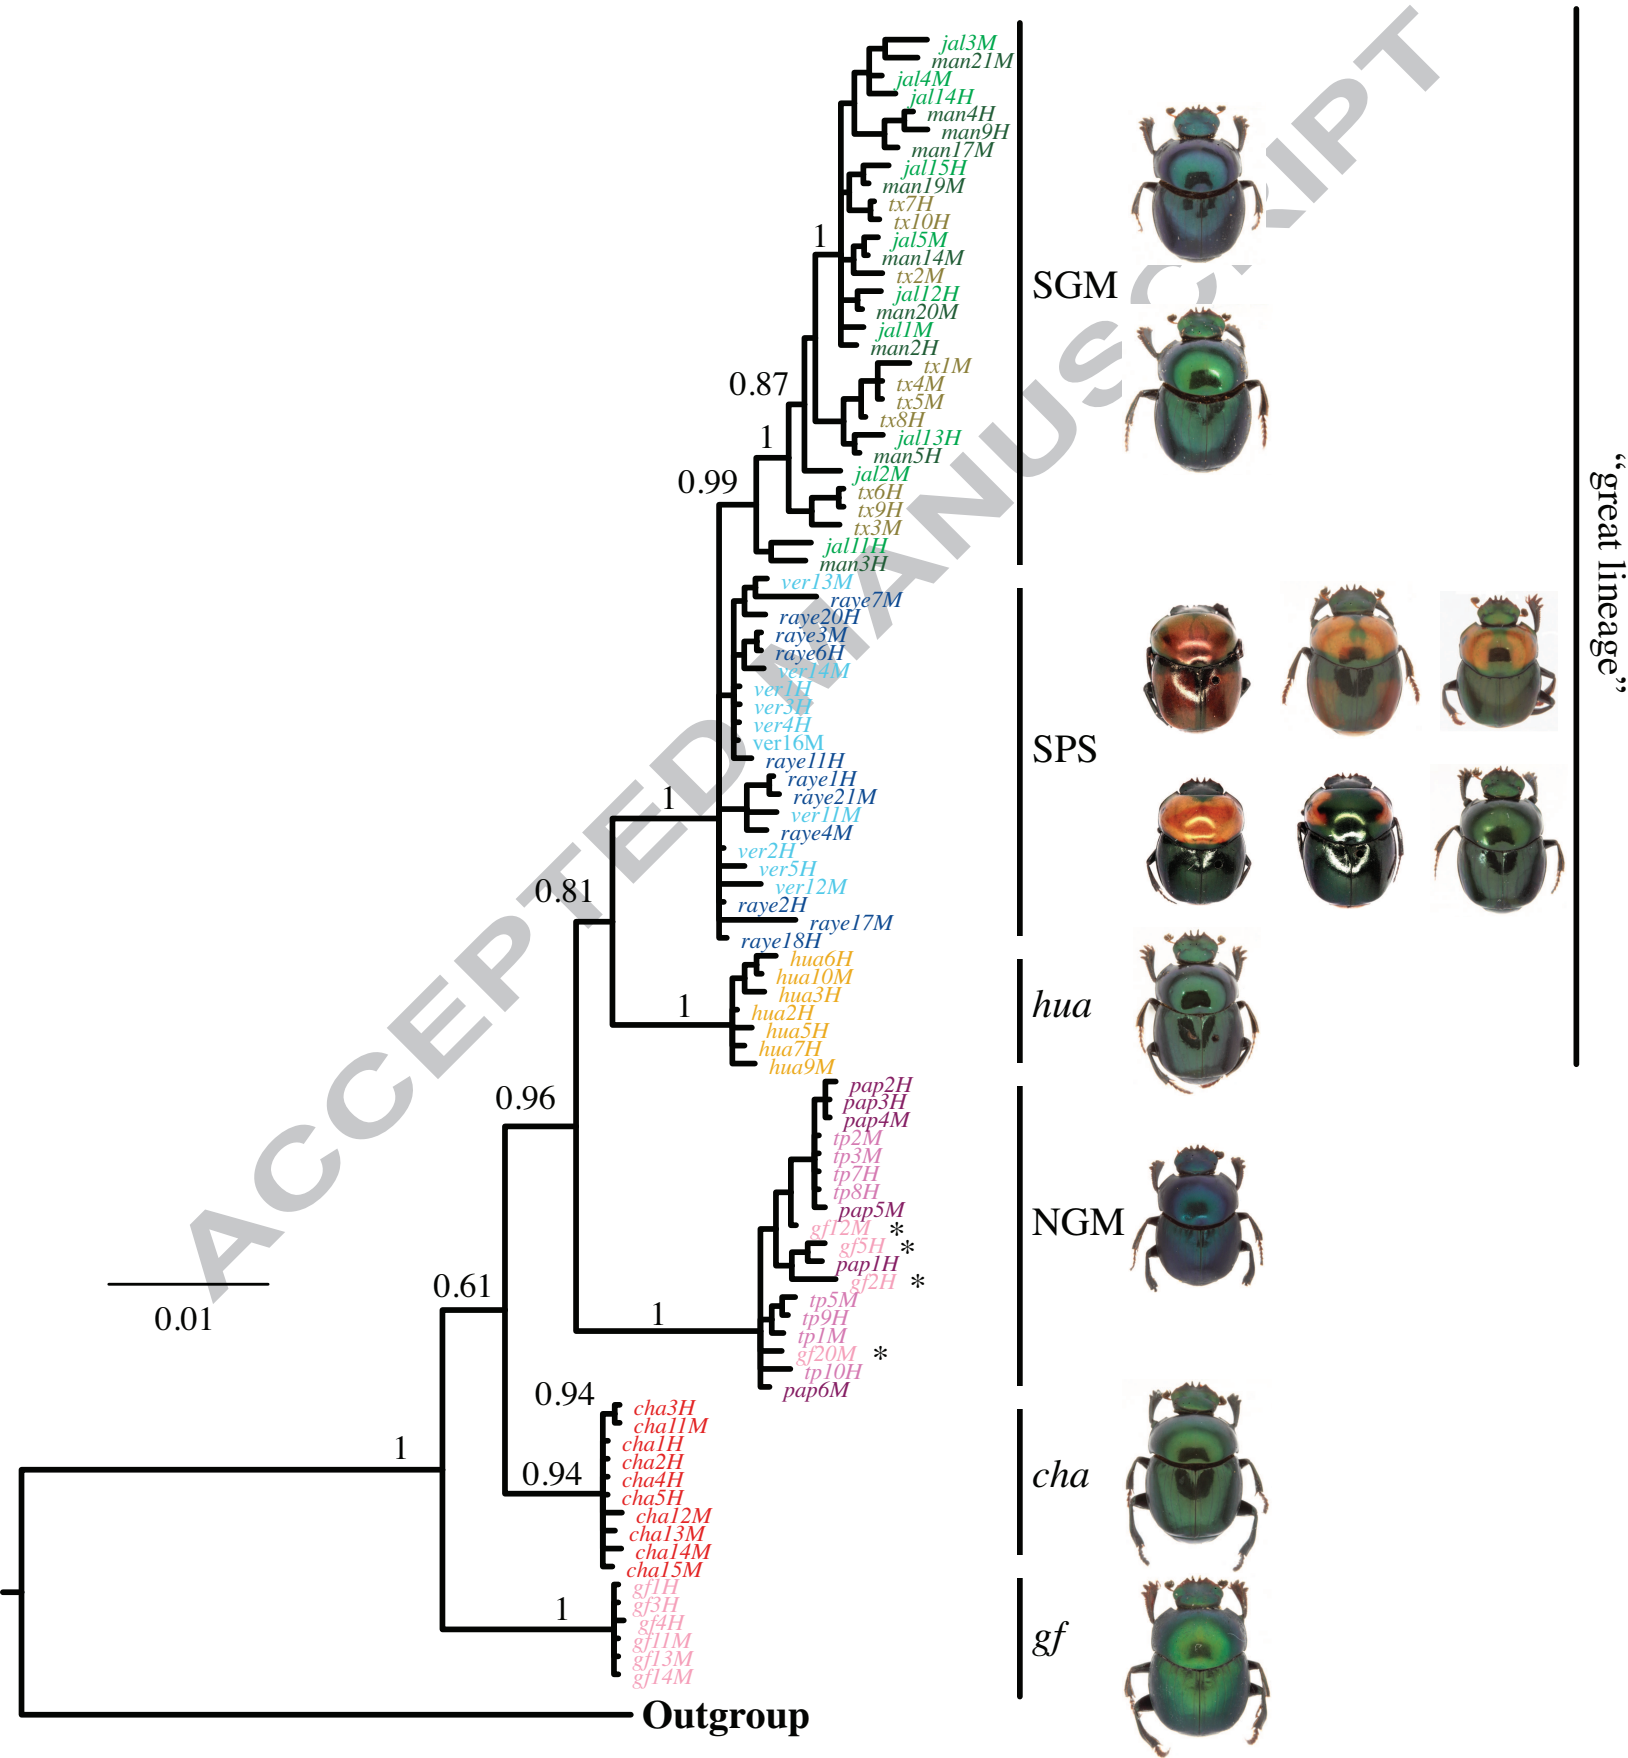 jal3M
man21M
jal4M
jal14H
man4H
man9H
man17M
jal15H
man19M
tx7H
tx10H
jal5M
man14M
tx2M
jal12H
man20M
jal1M
man2H
tx1M
tx4M
tx5M
tx8H
jal13H
man5H
jal2M
tx6H
tx9H
tx3M
jal11H
man3H
ver13M
raye7M
raye20H
raye3M
raye6H
ver14M
ver1H
ver3H
ver4H
ver16M
raye11H
raye1H
raye21M
ver11M
raye4M
ver2H
ver5H
ver12M
raye2H
raye17M
raye18H
hua6H
hua10M
hua3H
hua2H
hua5H
hua7H
hua9M
pap2H
pap3H
pap4M
tp2M
tp3M
tp7H
tp8H
pap5M
gf12M *
gf5H *
pap1H
gf2H *
tp5M
tp9H
tp1M
gf20M *
tp10H
pap6M
cha3H
cha11M
cha1H
cha2H
cha4H
cha5H
cha12M
cha13M
cha14M
cha15M
gf1H
gf3H
gf4H
gf11M
gf13M
gf14M
Outgroup
1
0.87
1
0.99
1
0.81
1
0.96
0.61
1
0.94
0.94
1
1
0.01
SGM
SPS
hua
NGM
cha
gf
“great lineage”
ACCEPTED MANUSCRIPT